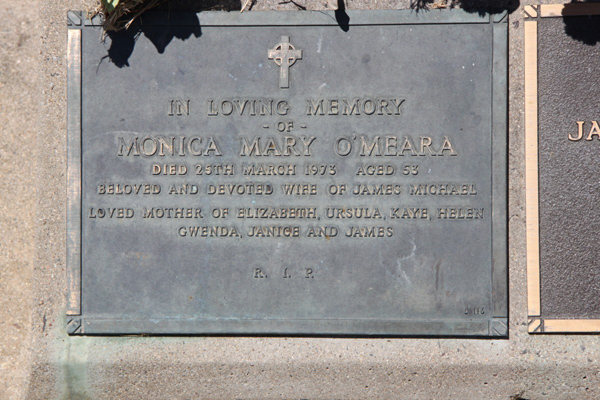 IN LOVING MEMORY
- OF -
MONICA MARY O'MEARA
DIED 25TH MARCH 1973 AGED 53
BELOVED AND DEVOTED WIFE OF JAMES MICHAEL
LOVED MOTHER OF ELIZABETH, URSULA, KAYE, HELEN
GWENDA, JANICE AND JAMES
R. I. P.
JA